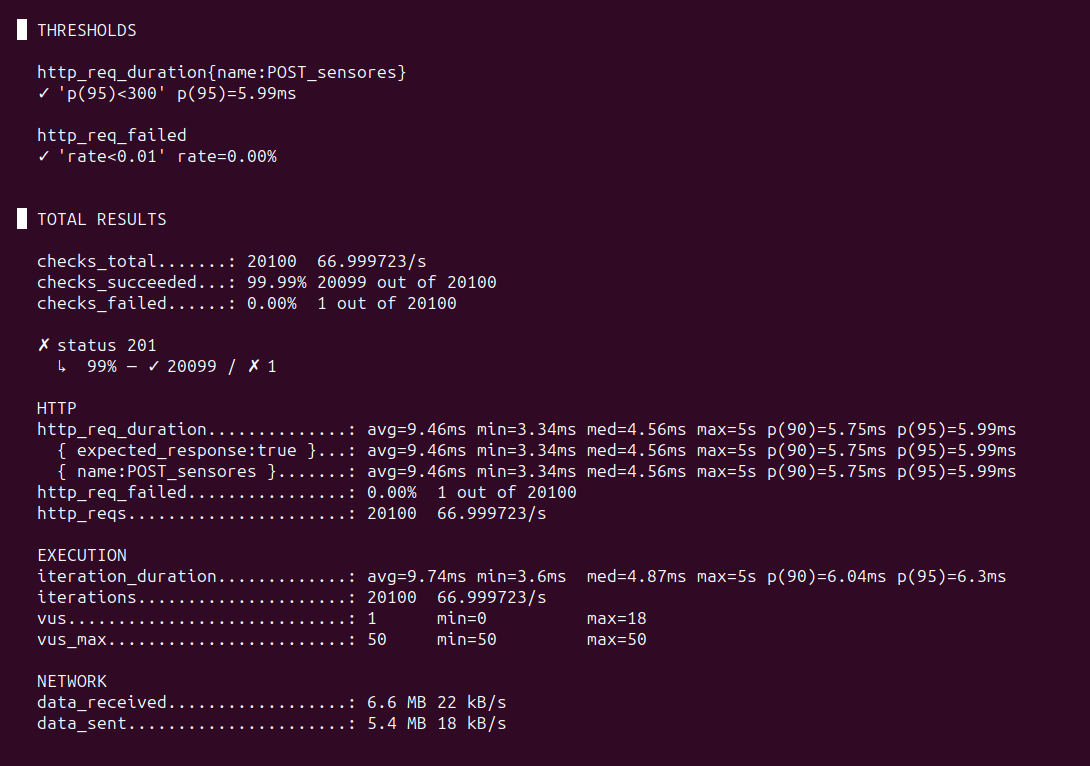 █ THRESHOLDS
http_req_duration{name:POST_sensores}
✓ 'p(95)<300' p(95)=5.99ms
http_req_failed
✓ 'rate<0.01' rate=0.00%
█ TOTAL RESULTS
checks_total.......: 20100  66.999723/s
checks_succeeded...: 99.99% 20099 out of 20100
checks_failed......: 0.00%  1 out of 20100
✗ status 201
↳  99% — ✓ 20099 / ✗ 1
HTTP
http_req_duration..............: avg=9.46ms min=3.34ms med=4.56ms max=5s p(90)=5.75ms p(95)=5.99ms
{ expected_response:true }...: avg=9.46ms min=3.34ms med=4.56ms max=5s p(90)=5.75ms p(95)=5.99ms
{ name:POST_sensores }.......: avg=9.46ms min=3.34ms med=4.56ms max=5s p(90)=5.75ms p(95)=5.99ms
http_req_failed................: 0.00%  1 out of 20100
http_reqs......................: 20100  66.999723/s
EXECUTION
iteration_duration.............: avg=9.74ms min=3.6ms  med=4.87ms max=5s p(90)=6.04ms p(95)=6.3ms
iterations.....................: 20100  66.999723/s
vus............................: 1      min=0          max=18
vus_max........................: 50     min=50         max=50
NETWORK
data_received..................: 6.6 MB 22 kB/s
data_sent......................: 5.4 MB 18 kB/s